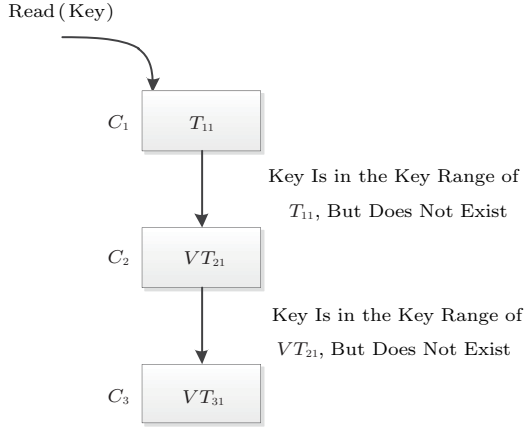 Read (Key)
C₁
T₁₁
Key Is in the Key Range of
T₁₁, But Does Not Exist
C₂
VT₂₁
Key Is in the Key Range of
VT₂₁, But Does Not Exist
C₃
VT₃₁